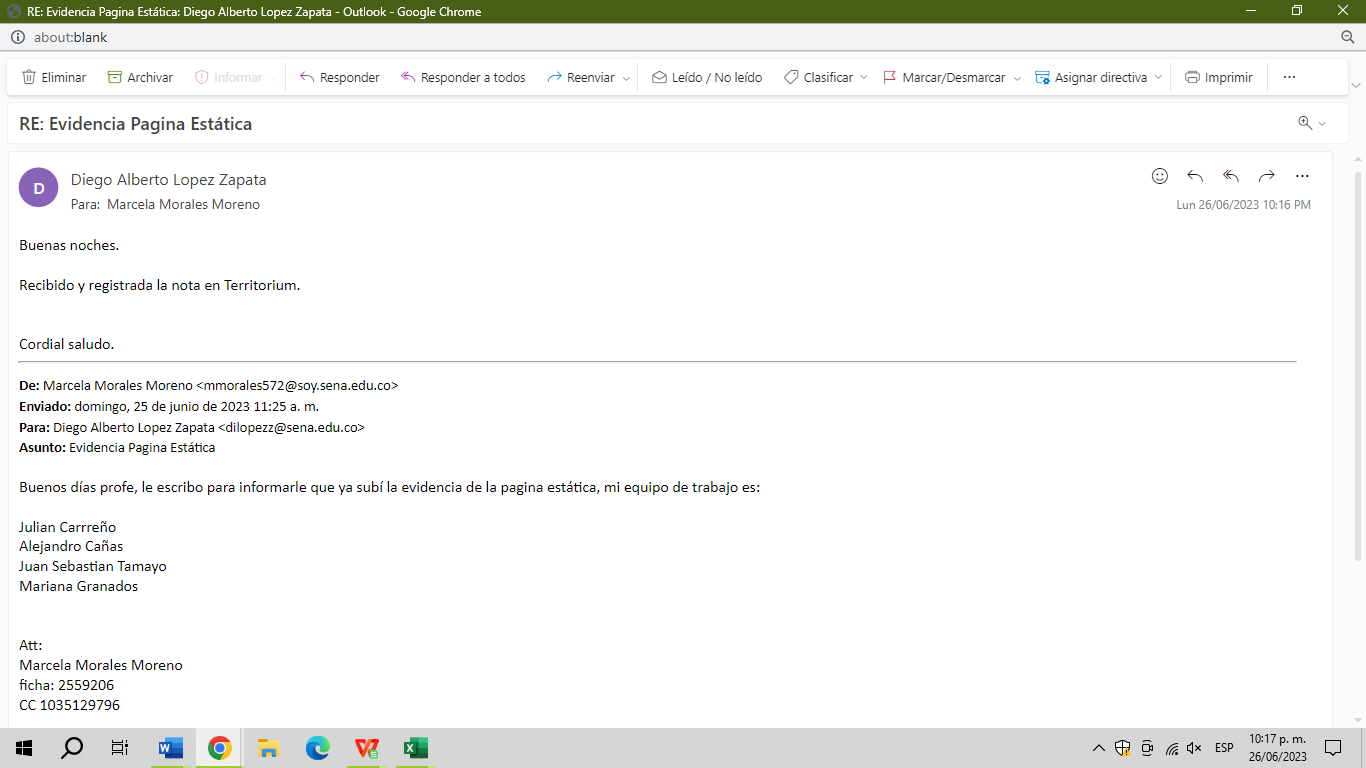 RE: Evidencia Pagina Estática: Diego Alberto Lopez Zapata - Outlook - Google Chrome
about:blank
Eliminar Archivar Informar Responder Responder a todos Reenviar Leído / No leído Clasificar Marcar/Desmarcar Asignar directiva Imprimir ...
RE: Evidencia Pagina Estática
D
Diego Alberto Lopez Zapata
Para: Marcela Morales Moreno
Lun 26/06/2023 10:16 PM
Buenas noches.
Recibido y registrada la nota en Territorium.
Cordial saludo.
De: Marcela Morales Moreno <mmorales572@soy.sena.edu.co>
Enviado: domingo, 25 de junio de 2023 11:25 a. m.
Para: Diego Alberto Lopez Zapata <dilopezz@sena.edu.co>
Asunto: Evidencia Pagina Estática
Buenos días profe, le escribo para informarle que ya subí la evidencia de la pagina estática, mi equipo de trabajo es:
Julian Carrreño
Alejandro Cañas
Juan Sebastian Tamayo
Mariana Granados
Att:
Marcela Morales Moreno
ficha: 2559206
CC 1035129796
ESP
10:17 p. m.
26/06/2023